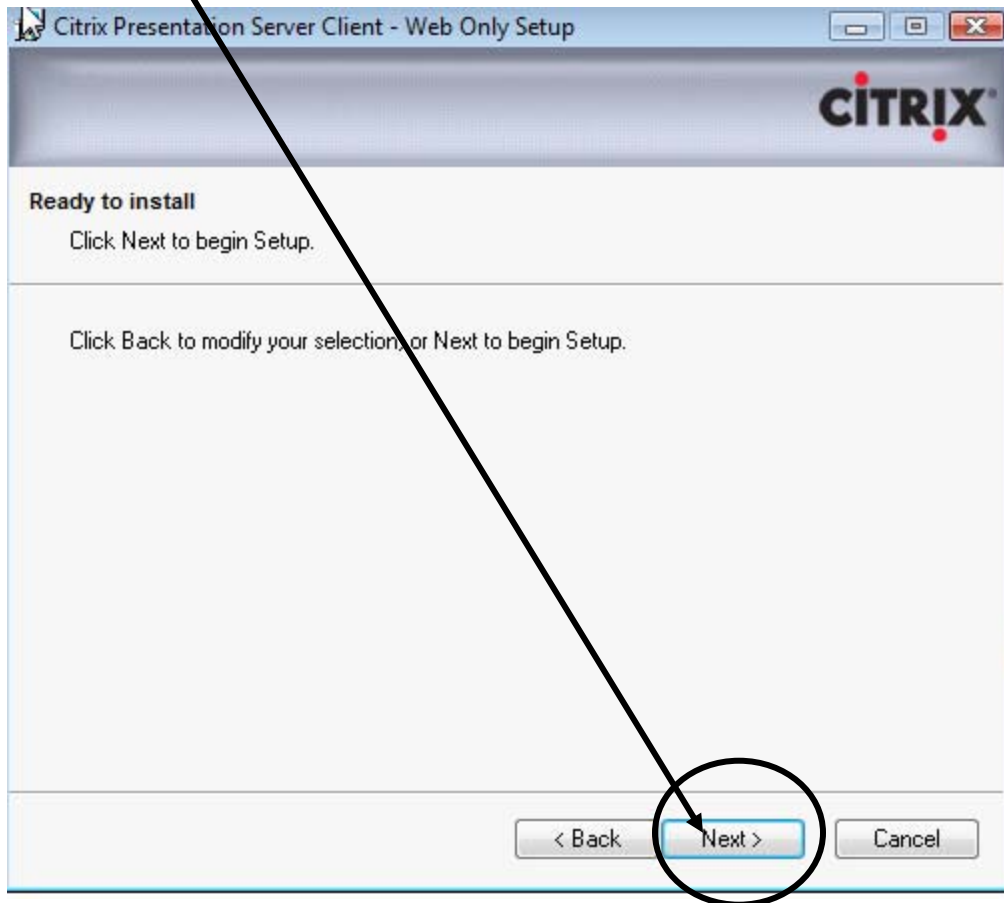 Citrix Presentation Server Client - Web Only Setup
CITRIX
Ready to install
Click Next to begin Setup.
Click Back to modify your selection, or Next to begin Setup.
< Back Next > Cancel